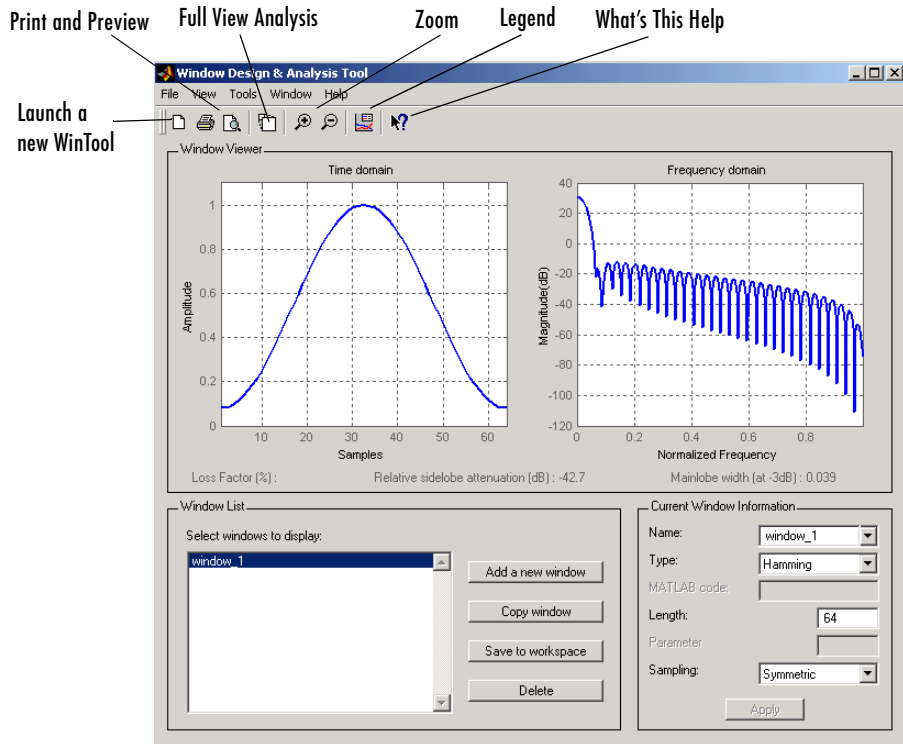 Print and Preview
Full View Analysis
Zoom
Legend
What's This Help
Launch a
new WinTool
Window Design & Analysis Tool
File View Tools Window Help
Window Viewer
Time domain
Frequency domain
1
0.8
0.6
0.4
0.2
0
Amplitude
10 20 30 40 50 60
Samples
40
20
0
-20
-40
-60
-80
-100
-120
Magnitude(dB)
0 0.2 0.4 0.6 0.8
Normalized Frequency
Loss Factor (%) :
Relative sidelobe attenuation (dB) : -42.7
Mainlobe width (at -3dB) : 0.039
Window List
Select windows to display:
window_1
Add a new window
Copy window
Save to workspace
Delete
Current Window Information
Name: window_1
Type: Hamming
MATLAB code:
Length: 64
Parameter
Sampling: Symmetric
Apply